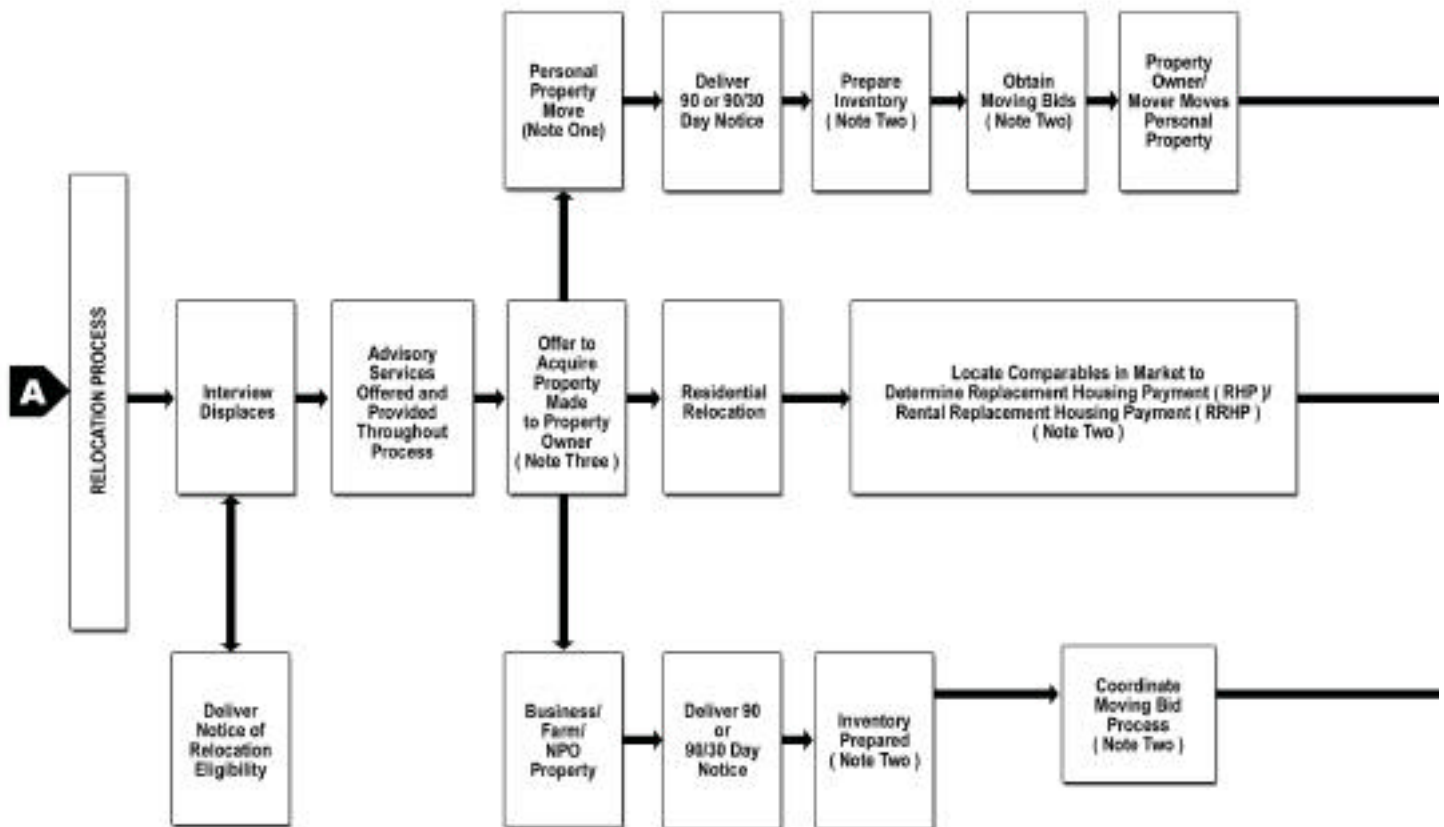 Personal
Property
Move
(Note One)
Deliver
90 or 90/30
Day Notice
Prepare
Inventory
( Note Two )
Obtain
Moving Bids
( Note Two)
Property
Owner/
Mover Moves
Personal
Property
A
RELOCATION PROCESS
Interview
Displaces
Advisory
Services
Offered and
Provided
Throughout
Process
Offer to
Acquire
Property
Made
to Property
Owner
( Note Three )
Residential
Relocation
Locate Comparables in Market to
Determine Replacement Housing Payment ( RHP )/
Rental Replacement Housing Payment ( RRHP )
( Note Two )
Deliver
Notice of
Relocation
Eligibility
Business/
Farm/
NPO
Property
Deliver 90
or
90/30 Day
Notice
Inventory
Prepared
( Note Two )
Coordinate
Moving Bid
Process
( Note Two )